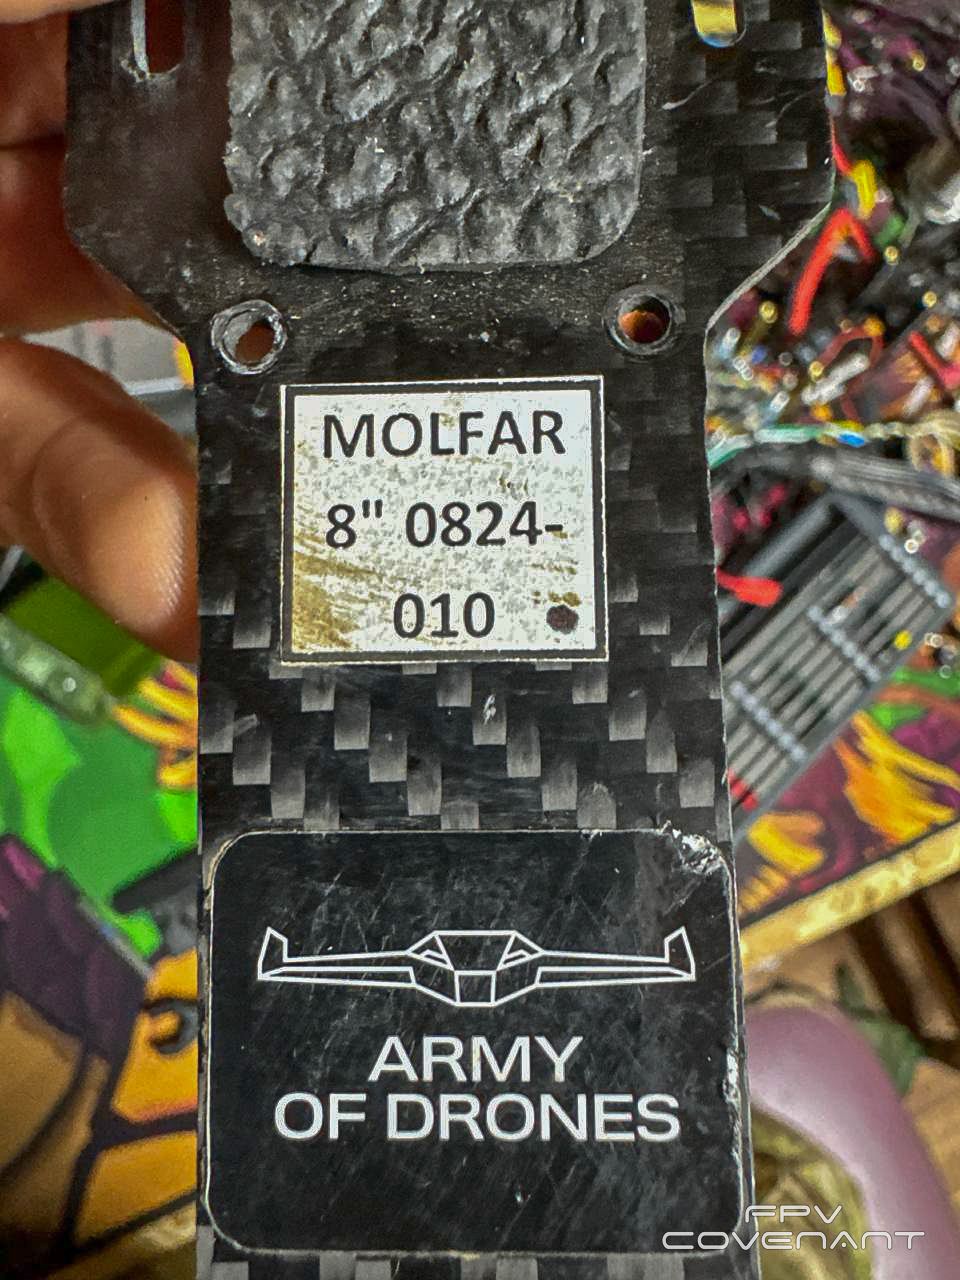 MOLFAR
8" 0824-
010
ARMY
OF DRONES
FPV
COVENANT